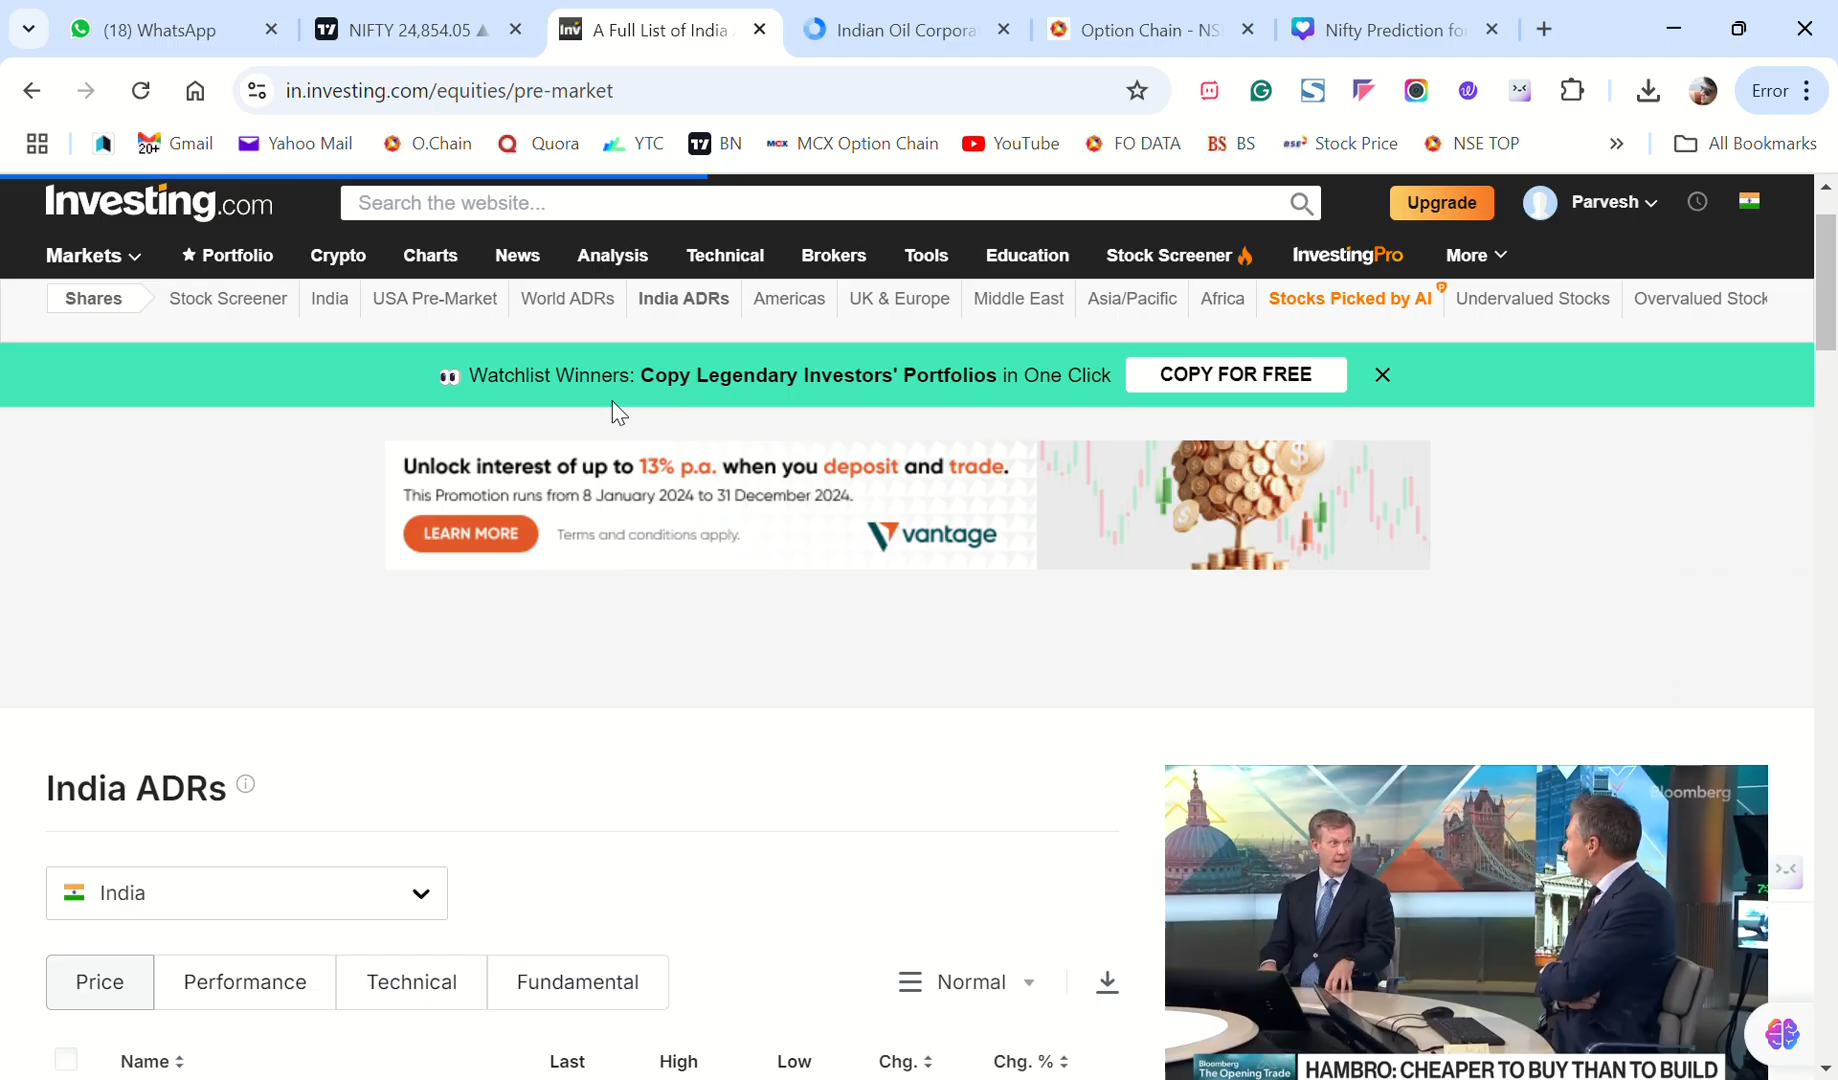 (18) WhatsApp
NIFTY 24,854.05
A Full List of India
Indian Oil Corpora
Option Chain - NS
Nifty Prediction fo
in.investing.com/equities/pre-market
Error
20+
Gmail
Yahoo Mail
O.Chain
Quora
YTC
BN
MCX
MCX Option Chain
YouTube
FO DATA
BS BS
BSE
Stock Price
NSE TOP
All Bookmarks
Investing.com
Search the website...
Upgrade
Parvesh
Markets
Portfolio
Crypto
Charts
News
Analysis
Technical
Brokers
Tools
Education
Stock Screener
InvestingPro
More
Shares
Stock Screener
India
USA Pre-Market
World ADRs
India ADRs
Americas
UK & Europe
Middle East
Asia/Pacific
Africa
Stocks Picked by AI
Undervalued Stocks
Overvalued Stock
Watchlist Winners: Copy Legendary Investors' Portfolios in One Click
COPY FOR FREE
Unlock interest of up to 13% p.a. when you deposit and trade.
This Promotion runs from 8 January 2024 to 31 December 2024.
LEARN MORE
Terms and conditions apply.
vantage
India ADRs
India
Price
Performance
Technical
Fundamental
Normal
Name
Last
High
Low
Chg.
Chg. %
Bloomberg
Bloomberg
The Opening Trade
HAMBRO: CHEAPER TO BUY THAN TO BUILD